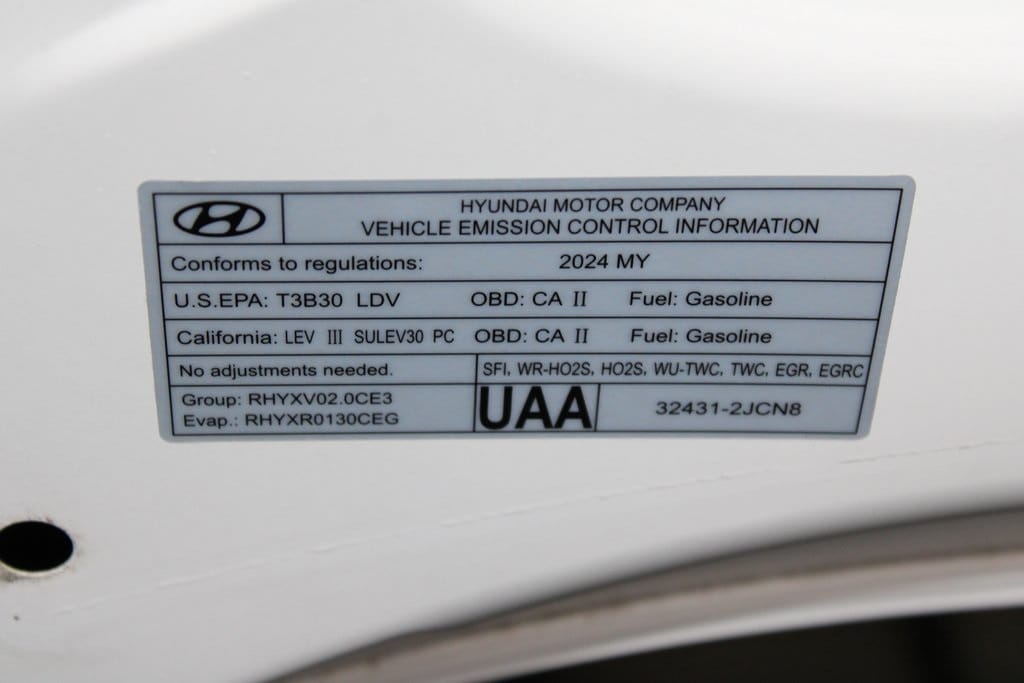 HYUNDAI MOTOR COMPANY
VEHICLE EMISSION CONTROL INFORMATION
Conforms to regulations: 2024 MY
U.S.EPA: T3B30 LDV OBD: CA II Fuel: Gasoline
California: LEV III SULEV30 PC OBD: CA II Fuel: Gasoline
No adjustments needed. SFI, WR-HO2S, HO2S, WU-TWC, TWC, EGR, EGRC
Group: RHYXV02.0CE3
Evap.: RHYXR0130CEG
UAA 32431-2JCN8